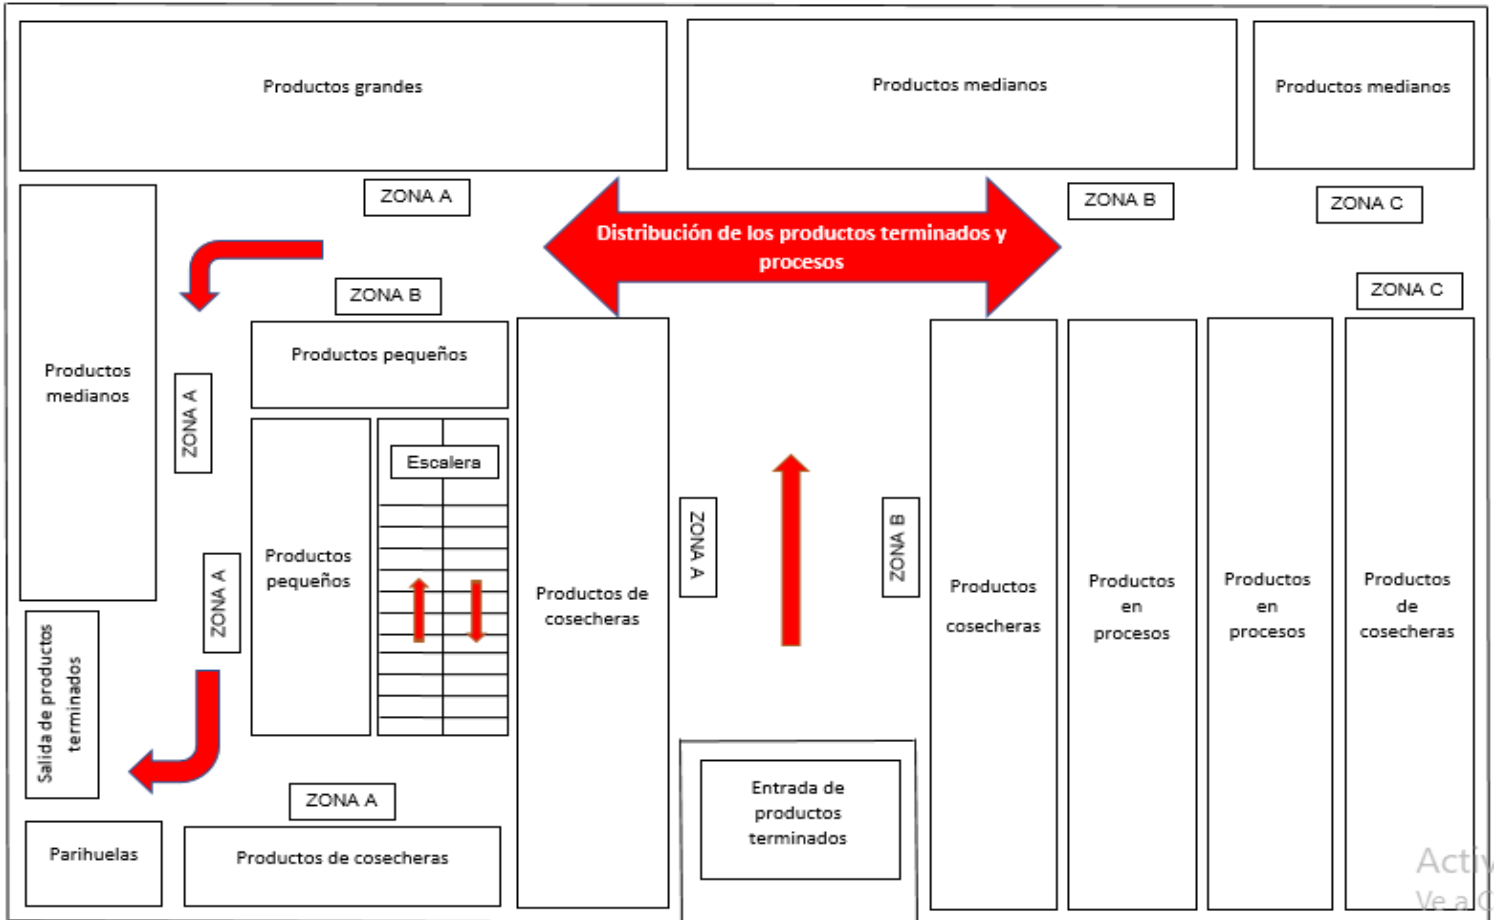 Productos grandes
Productos medianos
Productos medianos
ZONA A
ZONA B
ZONA C
Distribución de los productos terminados y
procesos
ZONA B
ZONA C
Productos
medianos
ZONA A
Productos pequeños
Escalera
ZONA A
Productos
pequeños
Productos de
cosecheras
ZONA A
ZONA B
Productos
cosecheras
Productos
en
procesos
Productos
en
procesos
Productos
de
cosecheras
Salida de productos
terminados
ZONA A
Entrada de
productos
terminados
Parihuelas
Productos de cosecheras
Activ
Ve a C